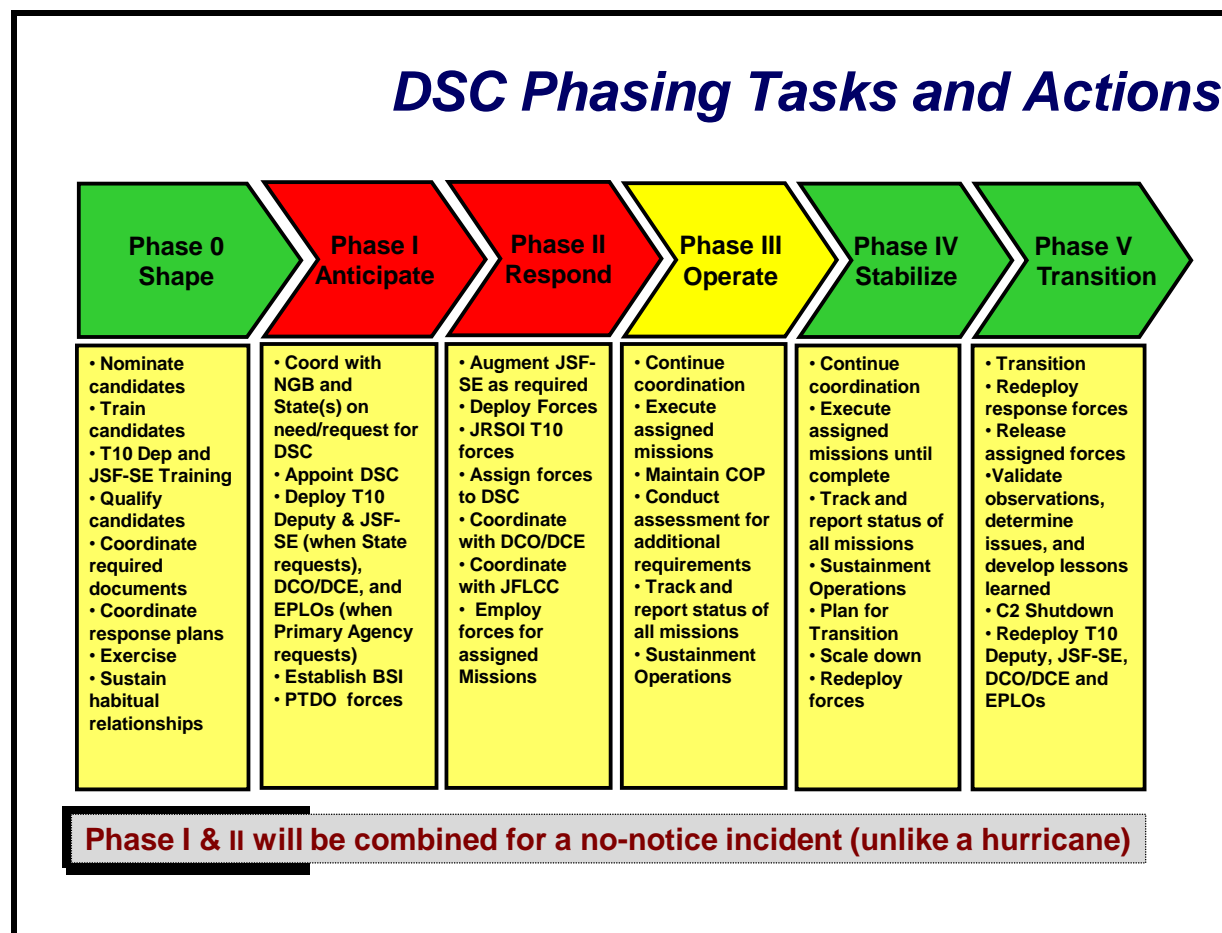 DSC Phasing Tasks and Actions
Phase 0
Shape
Phase I
Anticipate
Phase II
Respond
Phase III
Operate
Phase IV
Stabilize
Phase V
Transition
• Nominate
candidates
• Train
candidates
• T10 Dep and
JSF-SE Training
• Qualify
candidates
• Coordinate
required
documents
• Coordinate
response plans
• Exercise
• Sustain
habitual
relationships
• Coord with
NGB and
State(s) on
need/request for
DSC
• Appoint DSC
• Deploy T10
Deputy & JSF-
SE (when State
requests),
DCO/DCE, and
EPLOs (when
Primary Agency
requests)
• Establish BSI
• PTDO forces
• Augment JSF-
SE as required
• Deploy Forces
• JRSOI T10
forces
• Assign forces
to DSC
• Coordinate
with DCO/DCE
• Coordinate
with JFLCC
• Employ
forces for
assigned
Missions
• Continue
coordination
• Execute
assigned
missions
• Maintain COP
• Conduct
assessment for
additional
requirements
• Track and
report status of
all missions
• Sustainment
Operations
• Continue
coordination
• Execute
assigned
missions until
complete
• Track and
report status of
all missions
• Sustainment
Operations
• Plan for
Transition
• Scale down
• Redeploy
forces
• Transition
• Redeploy
response forces
• Release
assigned forces
•Validate
observations,
determine
issues, and
develop lessons
learned
• C2 Shutdown
• Redeploy T10
Deputy, JSF-SE,
DCO/DCE and
EPLOs
Phase I & II will be combined for a no-notice incident (unlike a hurricane)